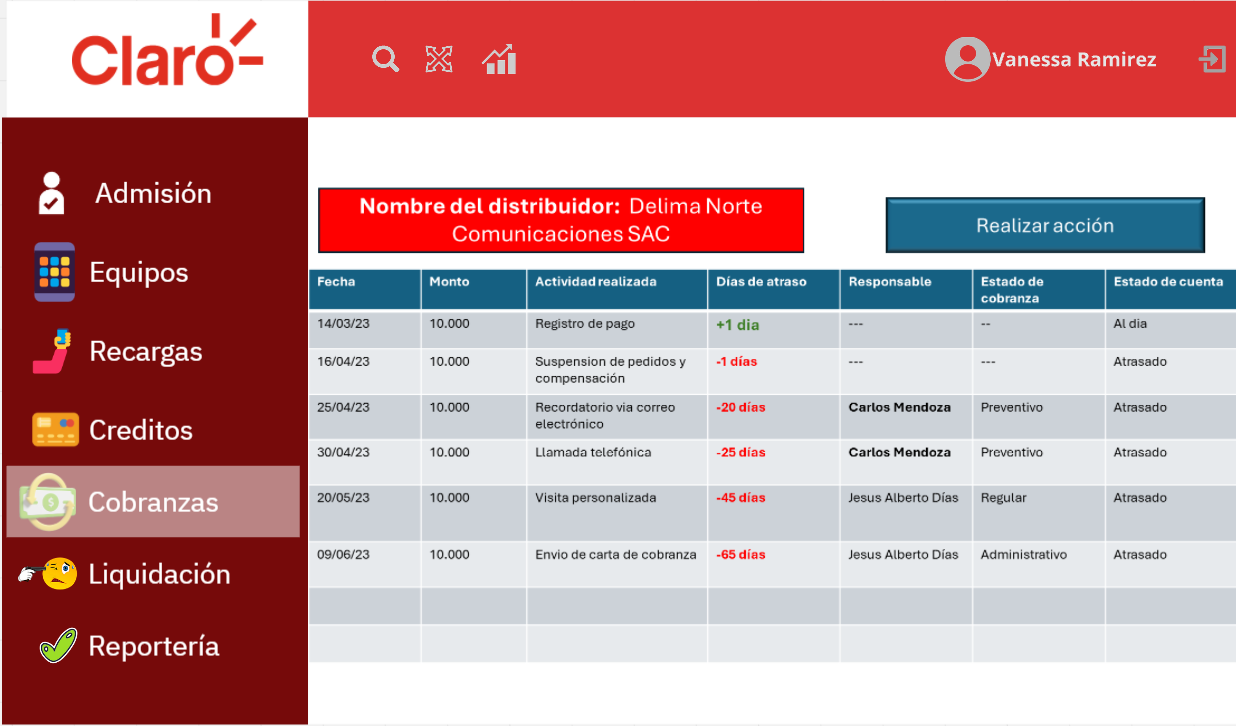 Claro
Vanessa Ramirez
Admisión
Equipos
Recargas
Creditos
Cobranzas
Liquidación
Reportería
Nombre del distribuidor: Delima Norte
Comunicaciones SAC
Realizar acción
Fecha Monto Actividad realizada Días de atraso Responsable Estado de cobranza Estado de cuenta
14/03/23 10.000 Registro de pago +1 dia --- -- Al dia
16/04/23 10.000 Suspension de pedidos y compensación -1 días --- --- Atrasado
25/04/23 10.000 Recordatorio via correo electrónico -20 días Carlos Mendoza Preventivo Atrasado
30/04/23 10.000 Llamada telefónica -25 días Carlos Mendoza Preventivo Atrasado
20/05/23 10.000 Visita personalizada -45 días Jesus Alberto Días Regular Atrasado
09/06/23 10.000 Envio de carta de cobranza -65 días Jesus Alberto Días Administrativo Atrasado